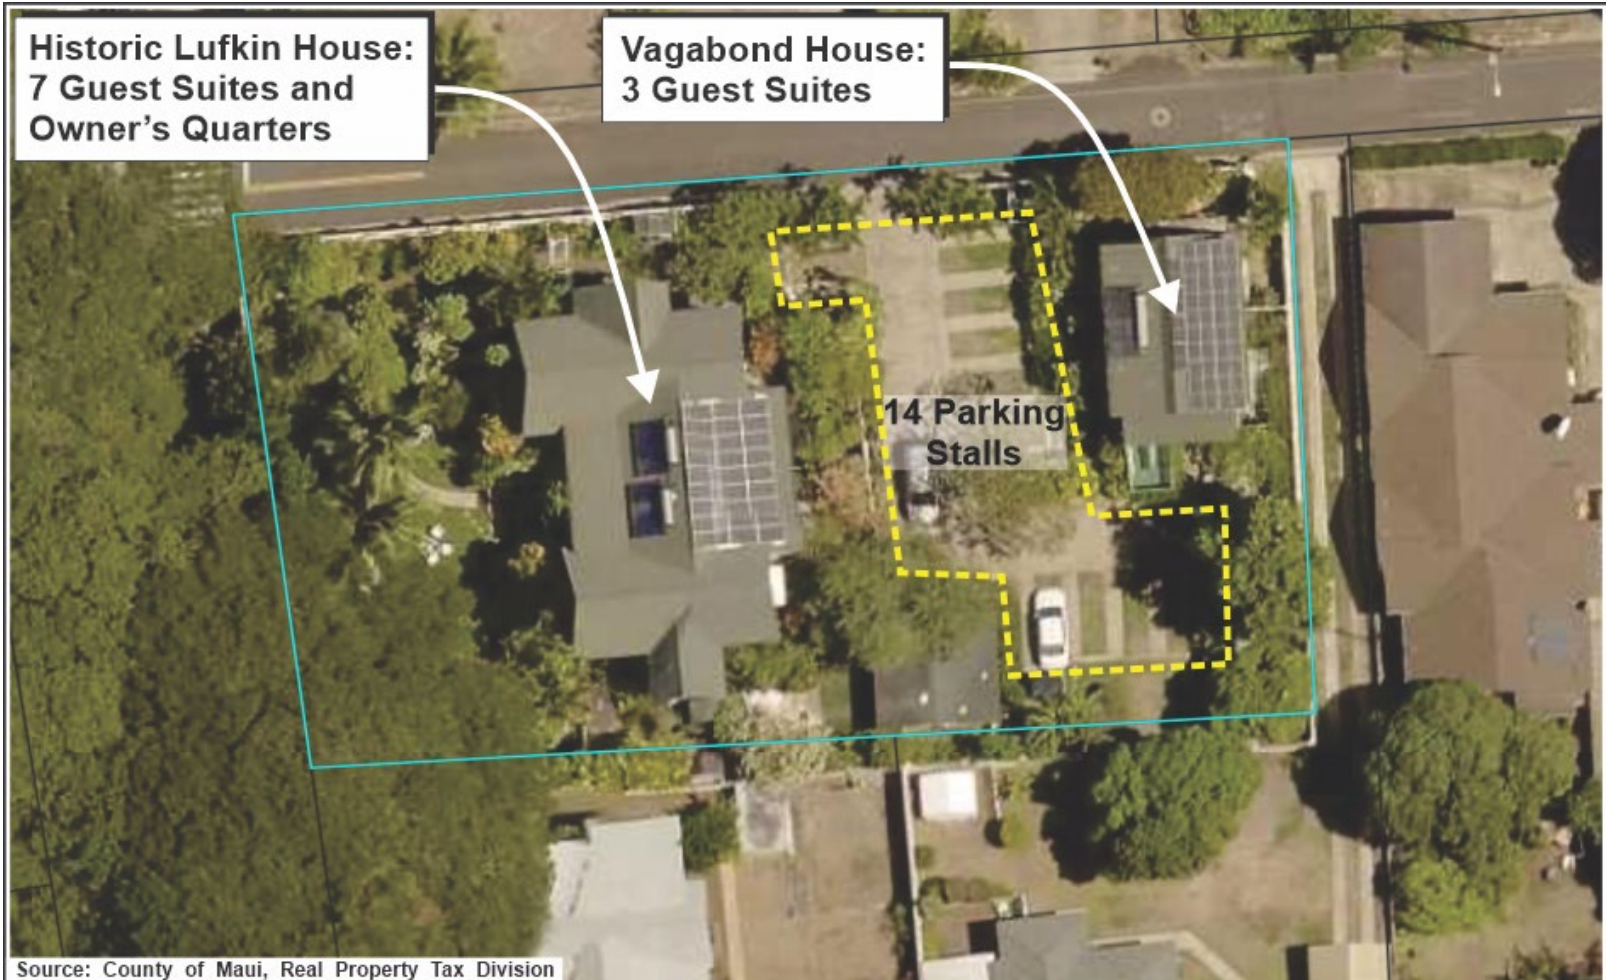 Historic Lufkin House:
7 Guest Suites and
Owner's Quarters
Vagabond House:
3 Guest Suites
14 Parking
Stalls
Source: County of Maui, Real Property Tax Division